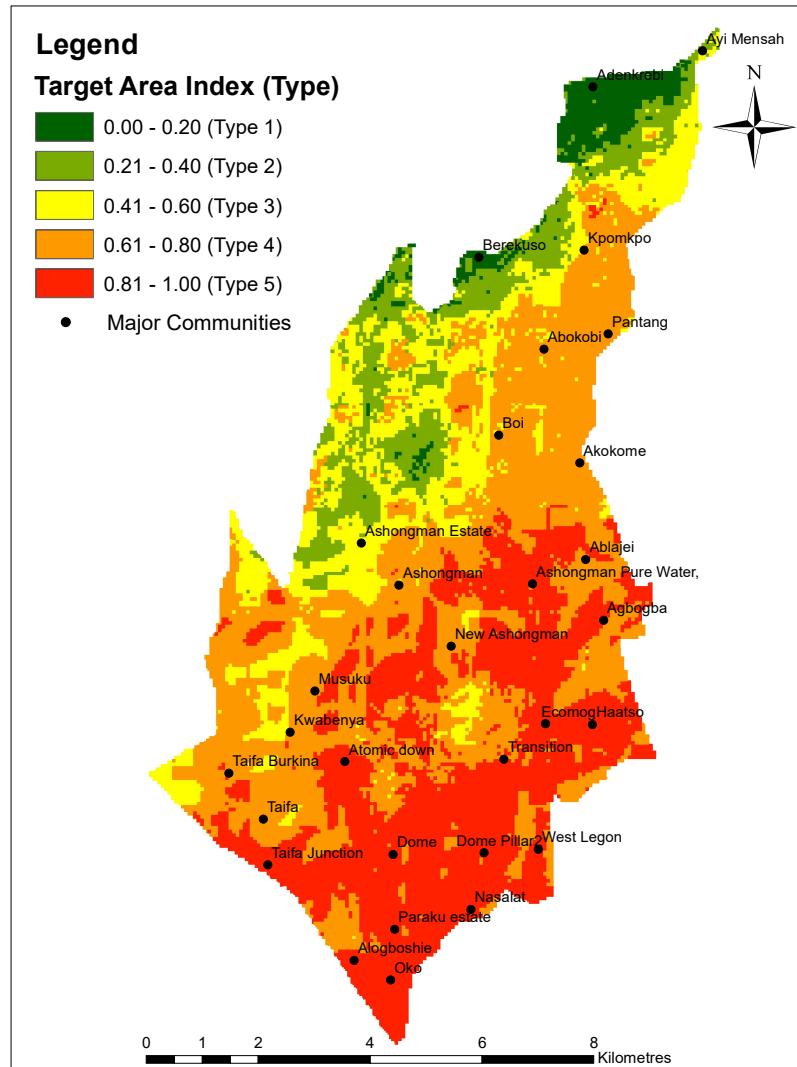 Legend
Target Area Index (Type)
0.00 - 0.20 (Type 1)
0.21 - 0.40 (Type 2)
0.41 - 0.60 (Type 3)
0.61 - 0.80 (Type 4)
0.81 - 1.00 (Type 5)
Major Communities
Ayi Mensah
N
Adenkrebi
Berekuso
Kpomkpo
Pantang
Abokobi
Boi
Akokome
Ashongman Estate
Ablajei
Ashongman
Ashongman Pure Water,
Agbogba
New Ashongman
Musuku
Kwabenya
EcomogHaatso
Atomic down
Transition
Taifa Burkina
Taifa
Taifa Junction
Dome
Dome Pillar2
West Legon
Nasalat
Paraku estate
Alogboshie
Oko
0 1 2 4 6 8
Kilometres